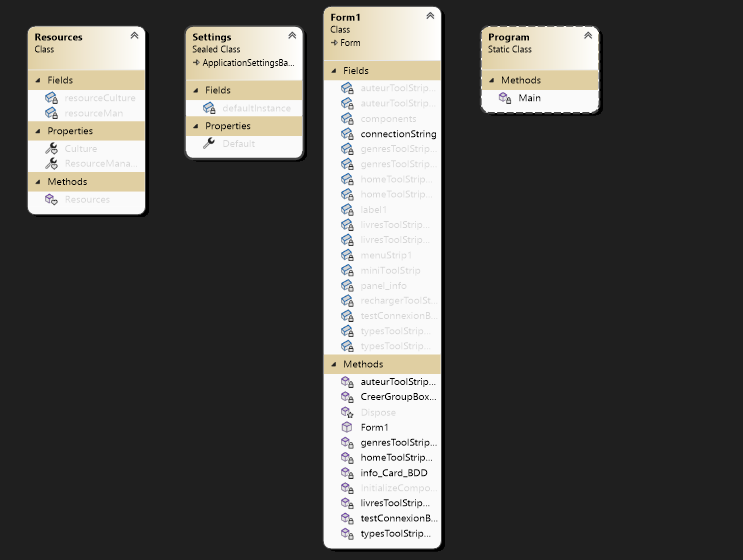 Resources
Class
Fields
resourceCulture
resourceMan
Properties
Culture
ResourceMana...
Methods
Resources
Settings
Sealed Class
ApplicationSettingsBa...
Fields
defaultInstance
Properties
Default
Form1
Class
Form
Fields
auteurToolStrip...
auteurToolStrip...
components
connectionString
genresToolStrip...
genresToolStrip...
homeToolStrip...
homeToolStrip...
label1
livresToolStrip...
livresToolStrip...
menuStrip1
miniToolStrip
panel_info
rechargerToolSt...
testConnexionB...
typesToolStrip...
typesToolStrip...
Methods
auteurToolStrip...
CreerGroupBox...
Dispose
Form1
genresToolStrip...
homeToolStrip...
info_Card_BDD
InitializeCompo...
livresToolStrip...
testConnexionB...
typesToolStrip...
Program
Static Class
Methods
Main